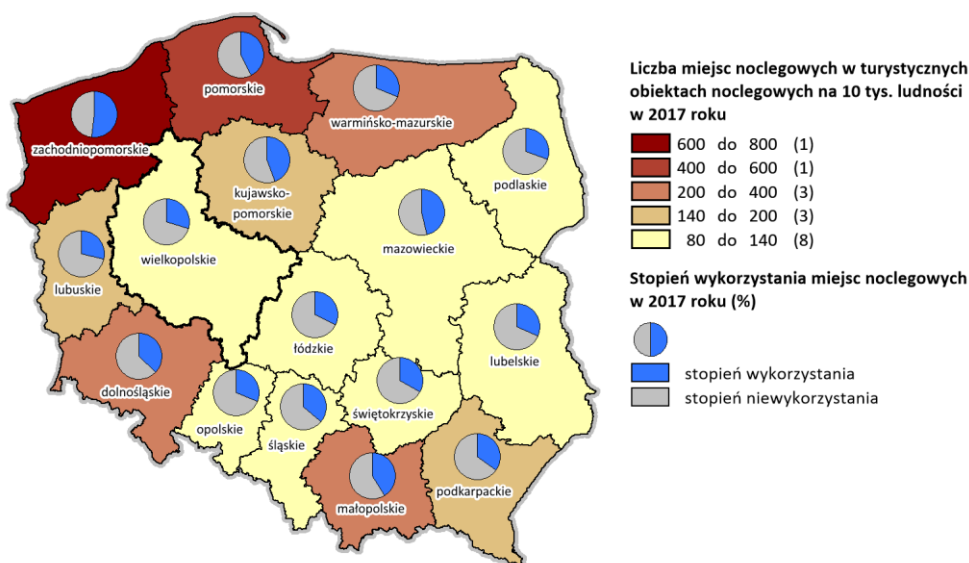 pomorskie
warmińsko-mazurskie
zachodniopomorskie
podlaskie
kujawsko-
pomorskie
mazowieckie
wielkopolskie
lubuskie
łódzkie
lubelskie
dolnośląskie
opolskie
śląskie
świętokrzyskie
podkarpackie
małopolskie
Liczba miejsc noclegowych w turystycznych
obiektach noclegowych na 10 tys. ludności
w 2017 roku
600 do 800 (1)
400 do 600 (1)
200 do 400 (3)
140 do 200 (3)
80 do 140 (8)
Stopień wykorzystania miejsc noclegowych
w 2017 roku (%)
stopień wykorzystania
stopień niewykorzystania